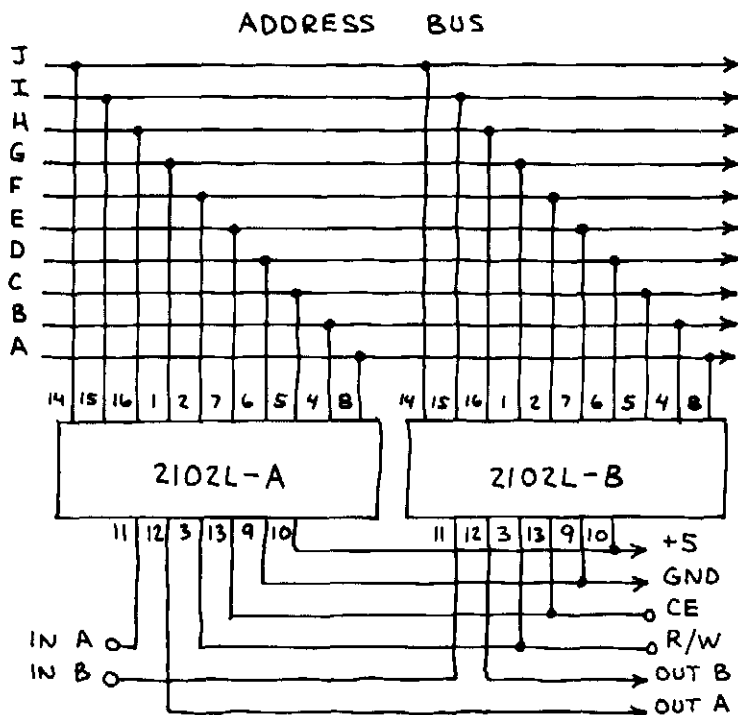 ADDRESS BUS
J
I
H
G
F
E
D
C
B
A
14 15 16 1 2 7 6 5 4 8 14 15 16 1 2 7 6 5 4 8
2102L-A 2102L-B
11 12 3 13 9 10 11 12 3 13 9 10
+5
GND
CE
IN A R/W
IN B OUT B
OUT A